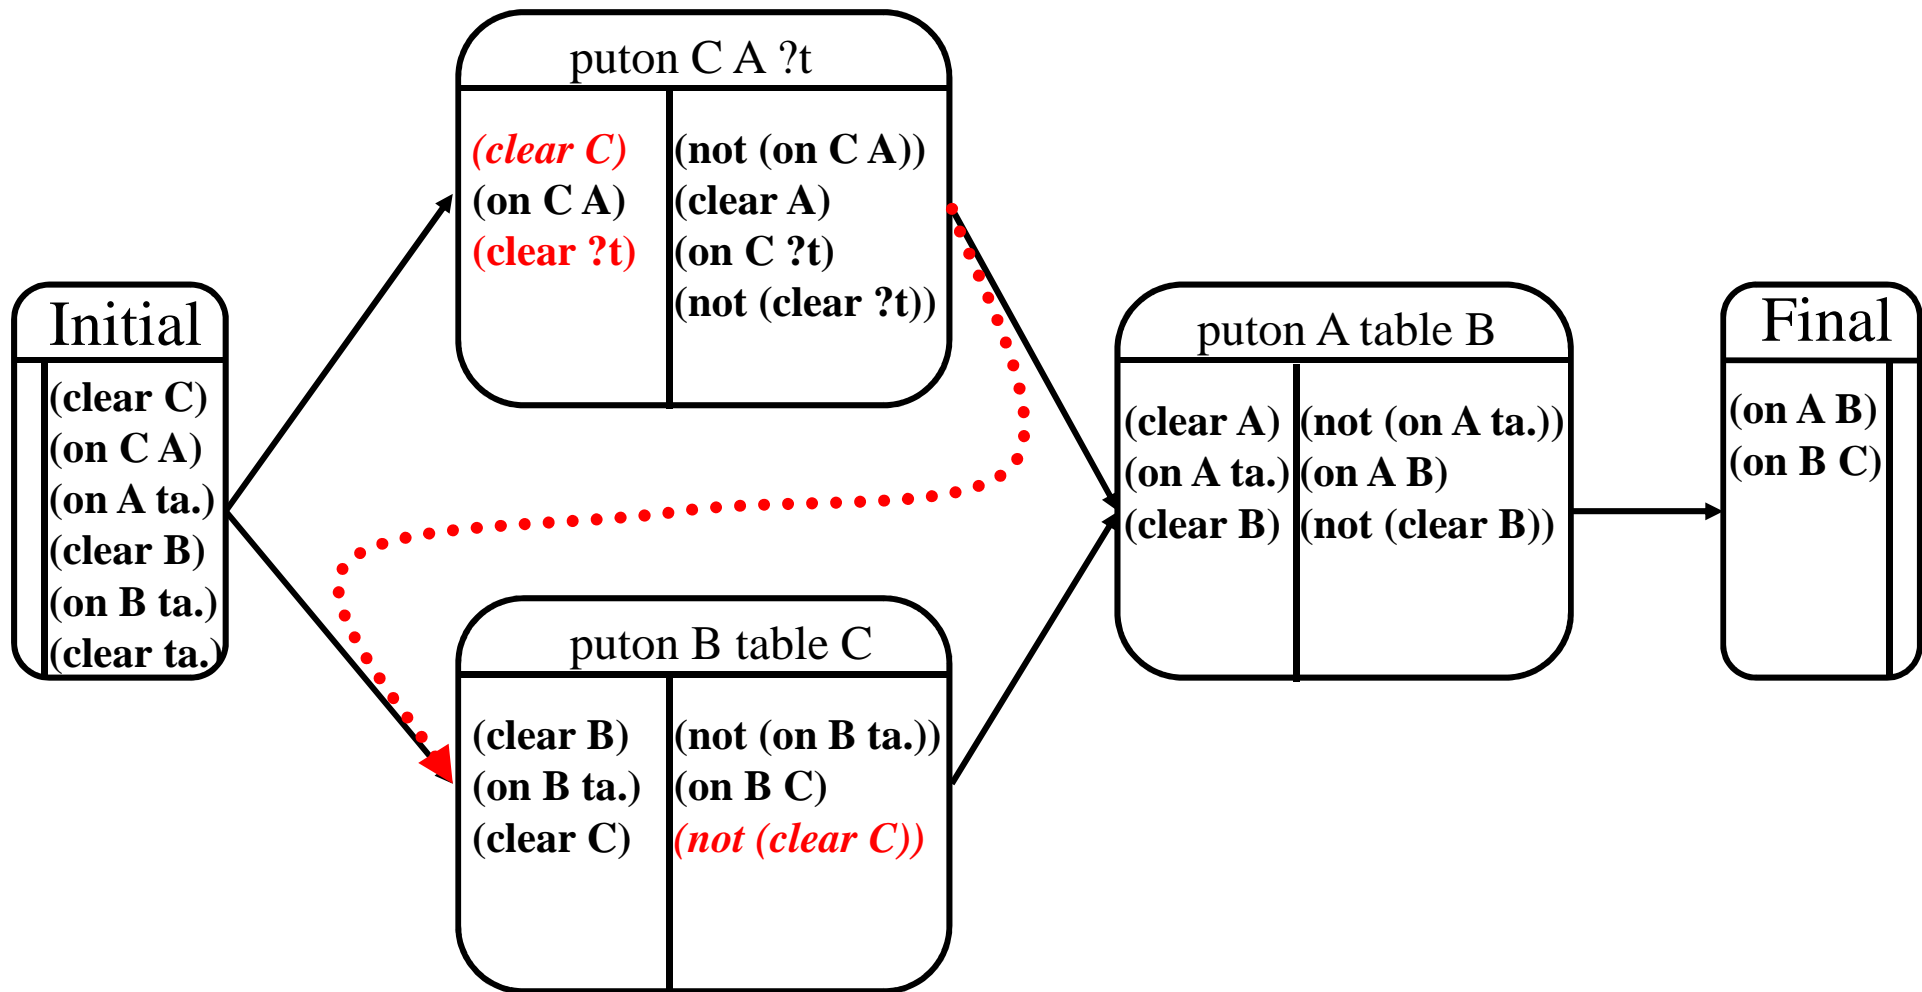 Initial
(clear C)
(on C A)
(on A ta.)
(clear B)
(on B ta.)
(clear ta.)
puton C A ?t
(clear C)
(on C A)
(clear ?t)
(not (on C A))
(clear A)
(on C ?t)
(not (clear ?t))
puton B table C
(clear B)
(on B ta.)
(clear C)
(not (on B ta.))
(on B C)
(not (clear C))
puton A table B
(clear A)
(on A ta.)
(clear B)
(not (on A ta.))
(on A B)
(not (clear B))
Final
(on A B)
(on B C)